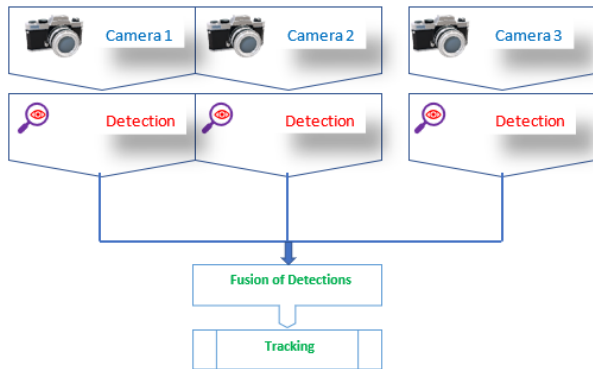 Camera 1
Camera 2
Camera 3
Detection
Detection
Detection
Fusion of Detections
Tracking